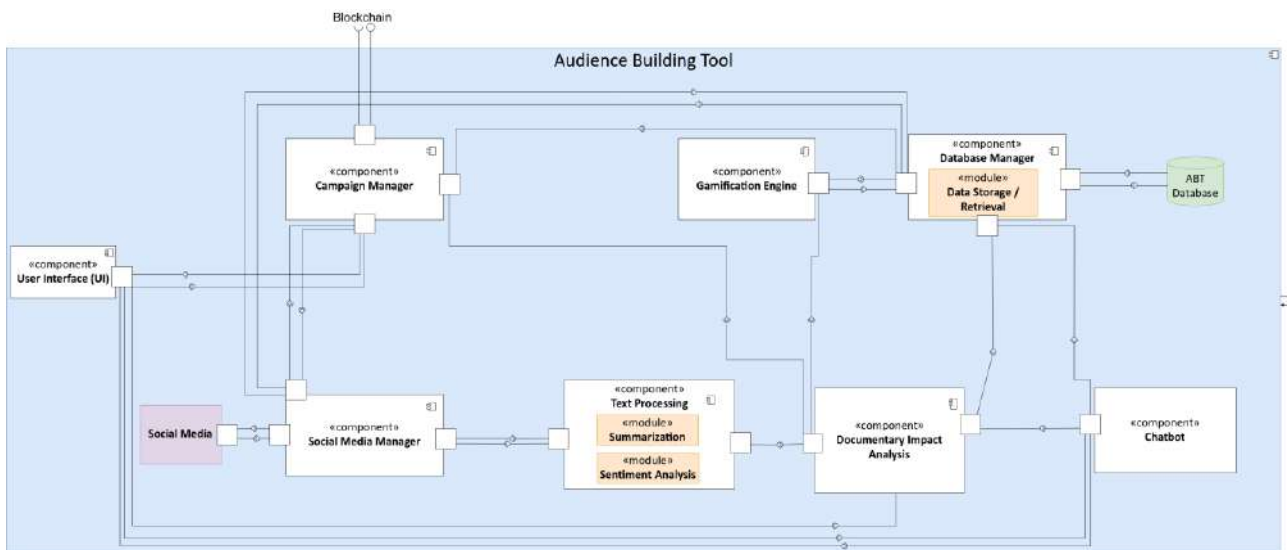 Blockchain
Audience Building Tool
«component»
Campaign Manager
«component»
Gamification Engine
«component»
Database Manager
«module»
Data Storage /
Retrieval
ABT
Database
«component»
User Interface (UI)
Social Media
«component»
Social Media Manager
«component»
Text Processing
«module»
Summarization
«module»
Sentiment Analysis
«component»
Documentary Impact
Analysis
«component»
Chatbot